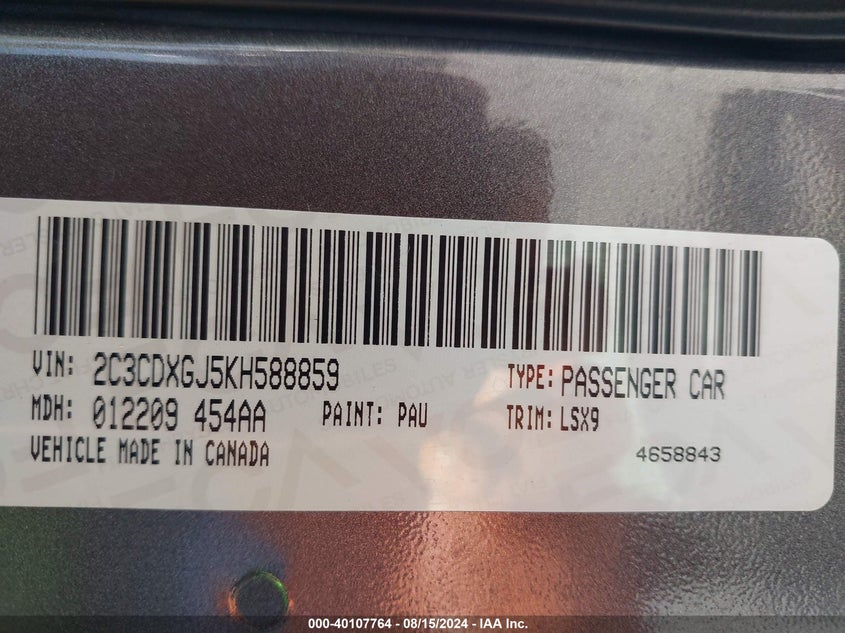 VIN: 2C3CDXGJ5KH588859 TYPE: PASSENGER CAR
MDH: 012209 454AA PAINT: PAU TRIM: LSX9
VEHICLE MADE IN CANADA 4658843
000-40107764 - 08/15/2024 - IAA Inc.